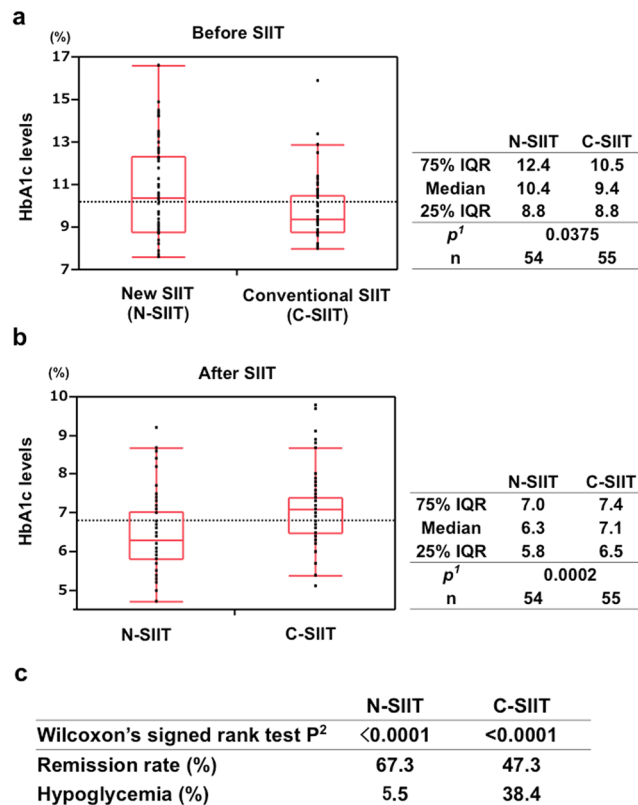 a
Before SIIT
(%)
17
15
13
11
9
7
HbA1c levels
New SIIT
(N-SIIT)
Conventional SIIT
(C-SIIT)
N-SIIT C-SIIT
75% IQR 12.4 10.5
Median 10.4 9.4
25% IQR 8.8 8.8
p¹ 0.0375
n 54 55
b
After SIIT
(%)
10
9
8
7
6
5
HbA1c levels
N-SIIT C-SIIT
N-SIIT C-SIIT
75% IQR 7.0 7.4
Median 6.3 7.1
25% IQR 5.8 6.5
p¹ 0.0002
n 54 55
c
N-SIIT C-SIIT
Wilcoxon's signed rank test P² <0.0001 <0.0001
Remission rate (%) 67.3 47.3
Hypoglycemia (%) 5.5 38.4